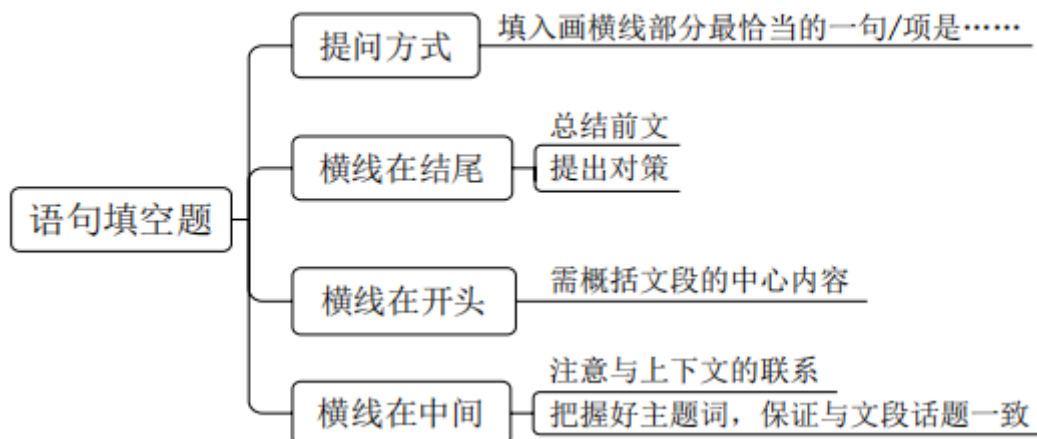 语句填空题
提问方式
填入画横线部分最恰当的一句/项是……
横线在结尾
总结前文
提出对策
横线在开头
需概括文段的中心内容
横线在中间
注意与上下文的联系
把握好主题词，保证与文段话题一致